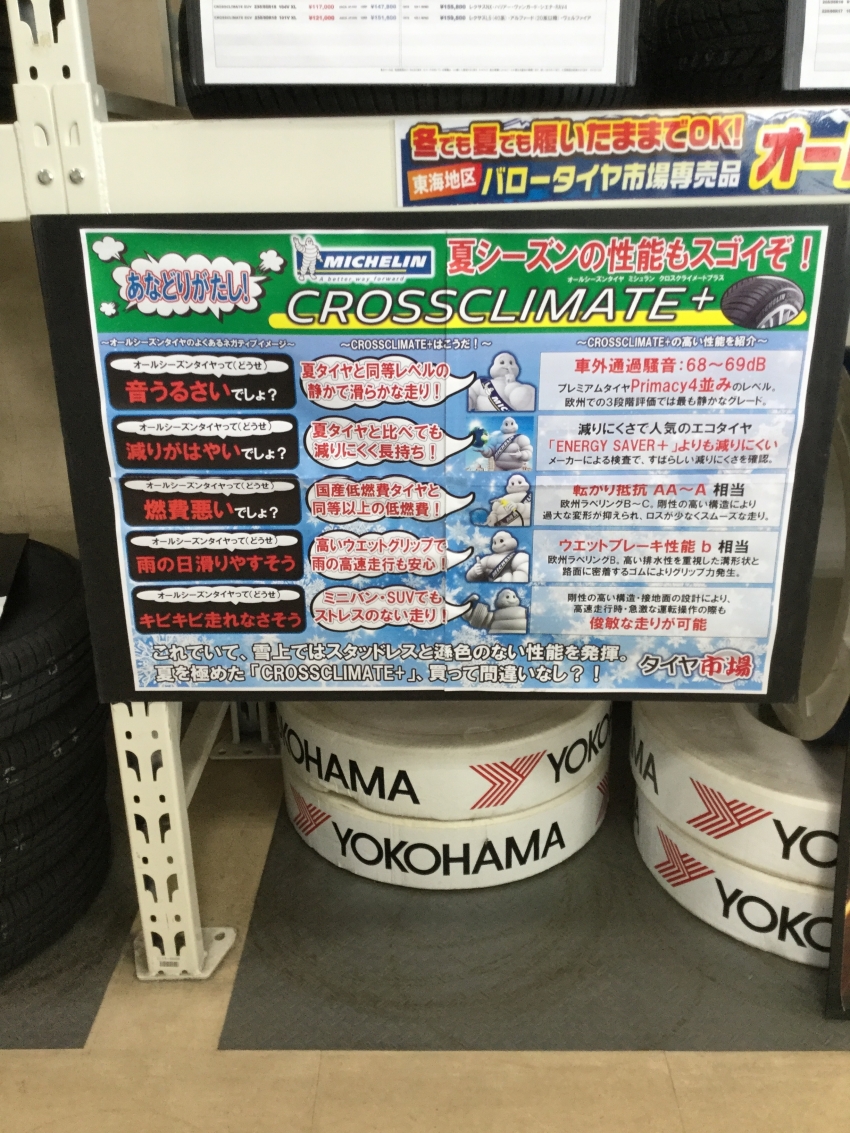 ¥117,000
冬でも夏でも履いたままでOK!
東海地区 バロータイヤ市場専売品
オー
あなどりがたし!
MICHELIN
A better way forward
夏シーズンの性能もスゴイぞ!
オールシーズンタイヤ ミシュラン クロスクライメートプラス
CROSSCLIMATE+
～オールシーズンタイヤのよくあるネガティブイメージ～
～CROSSCLIMATE+はこうだ!～
～CROSSCLIMATE+の高い性能を紹介～
オールシーズンタイヤって(どうせ)
音うるさいでしょ?
夏タイヤと同等レベルの
静かで滑らかな走り!
車外通過騒音:68～69dB
プレミアムタイヤPrimacy4並みのレベル。
欧州での3段階評価では最も静かなグレード。
オールシーズンタイヤって(どうせ)
減りがはやいでしょ?
夏タイヤと比べても
減りにくく長持ち!
減りにくさで人気のエコタイヤ
「ENERGY SAVER+」よりも減りにくい
メーカーによる検査で、すばらしい減りにくさを確認。
オールシーズンタイヤって(どうせ)
燃費悪いでしょ?
国産低燃費タイヤと
同等以上の低燃費!
転がり抵抗 AA～A 相当
欧州ラベリングB～C。剛性の高い構造により
過大な変形が抑えられ、ロスが少なくスムーズな走り。
オールシーズンタイヤって(どうせ)
雨の日滑りやすそう
高いウエットグリップで
雨の高速走行も安心!
ウエットブレーキ性能 b 相当
欧州ラベリングB。高い排水性を重視した溝形状と
路面に密着するゴムによりグリップ力発生。
オールシーズンタイヤって(どうせ)
キビキビ走れなさそう
ミニバン・SUVでも
ストレスのない走り!
剛性の高い構造・接地面の設計により、
高速走行時・急激な運転操作の際も
俊敏な走りが可能
これでいて、雪上ではスタッドレスと遜色のない性能を発揮。
夏を極めた「CROSSCLIMATE+」、買って間違いなし?!
タイヤ市場
YOKOHAMA
YOKO
YOKOHAMA
MA
YO
YOKO